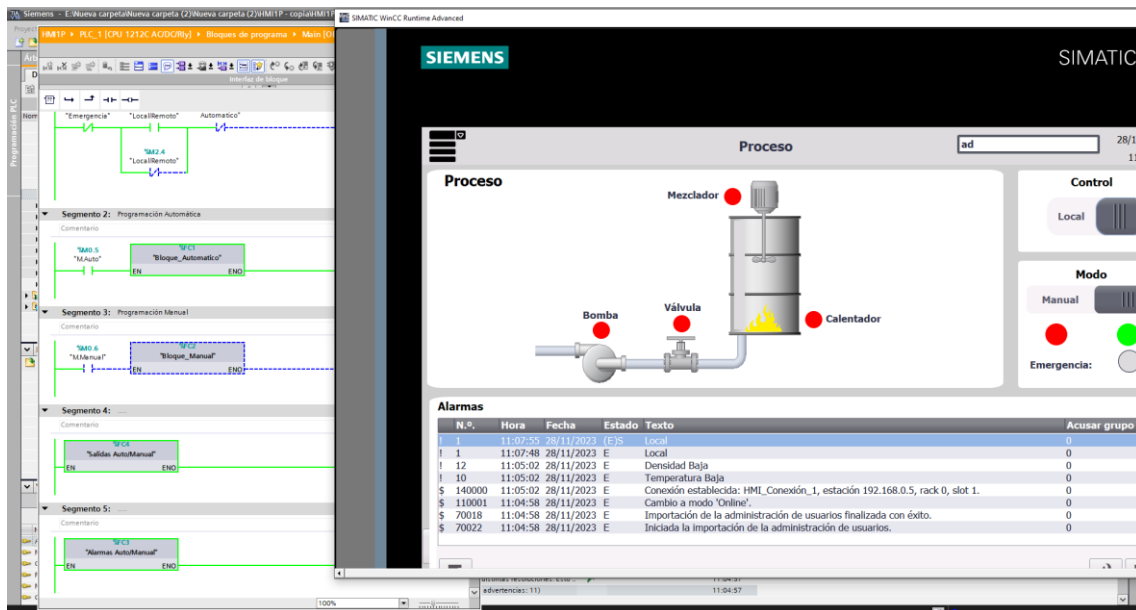 Siemens - E:\Nueva carpeta\Nueva carpeta (2)\Nueva carpeta (2)\HMI1P - copia\HMI1P
HMI1P ▸ PLC_1 [CPU 1212C AC/DC/Rly] ▸ Bloques de programa ▸ Main [O
Interfaz de bloque
Programación PLC
"Emergencia" "Local/Remoto" Automatico"
%M2.4
"Local/Remoto"
Segmento 2: Programación Automática
Comentario
%M0.5
"M.Auto"
%FC1
"Bloque_Automatico"
EN ENO
Segmento 3: Programación Manual
Comentario
%M0.6
"M.Manual"
%FC2
"Bloque_Manual"
EN ENO
Segmento 4: .....
Comentario
%FC4
"Salidas Auto/Manual"
EN ENO
Segmento 5: .....
Comentario
%FC3
"Alarmas Auto/Manual"
EN ENO
100%
SIMATIC WinCC Runtime Advanced
SIEMENS
SIMATIC
Proceso
ad
28/1
11
Proceso
Mezclador
Bomba
Válvula
Calentador
Control
Local
Modo
Manual
Emergencia:
Alarmas
N.º. Hora Fecha Estado Texto Acusar grupo
! 1 11:07:55 28/11/2023 (E)S Local 0
! 1 11:07:48 28/11/2023 E Local 0
! 12 11:05:02 28/11/2023 E Densidad Baja 0
! 10 11:05:02 28/11/2023 E Temperatura Baja 0
$ 140000 11:05:02 28/11/2023 E Conexión establecida: HMI_Conexión_1, estación 192.168.0.5, rack 0, slot 1. 0
$ 110001 11:04:58 28/11/2023 E Cambio a modo 'Online'. 0
$ 70018 11:04:58 28/11/2023 E Importación de la administración de usuarios finalizada con éxito. 0
$ 70022 11:04:58 28/11/2023 E Iniciada la importación de la administración de usuarios. 0
11:04:57
advertencias: 11) 11:04:57